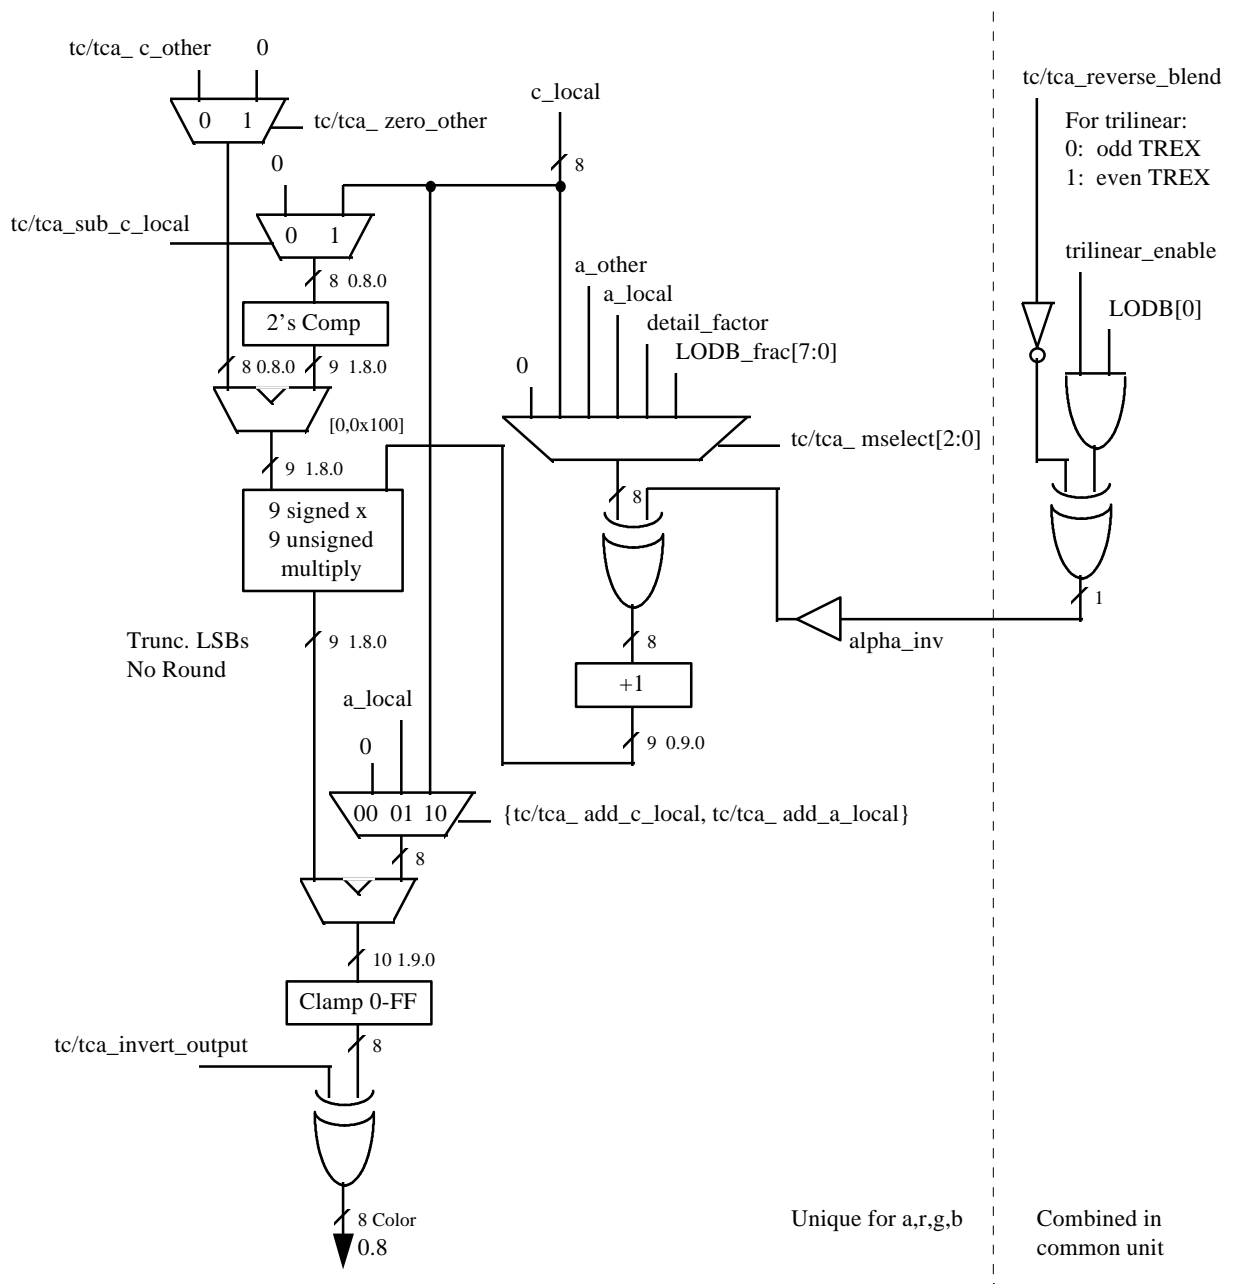 tc/tca_ c_other
0
0 1
tc/tca_ zero_other
c_local
8
tc/tca_reverse_blend
For trilinear:
0: odd TREX
1: even TREX
0
tc/tca_sub_c_local
0 1
8 0.8.0
2's Comp
8 0.8.0
9 1.8.0
trilinear_enable
LODB[0]
a_other
a_local
detail_factor
LODB_frac[7:0]
0
tc/tca_ mselect[2:0]
[0,0x100]
9 1.8.0
8
9 signed x
9 unsigned
multiply
1
alpha_inv
Trunc. LSBs
No Round
9 1.8.0
8
+1
9 0.9.0
a_local
0
00 01 10
{tc/tca_ add_c_local, tc/tca_ add_a_local}
8
10 1.9.0
Clamp 0-FF
tc/tca_invert_output
8
8 Color
0.8
Unique for a,r,g,b
Combined in
common unit